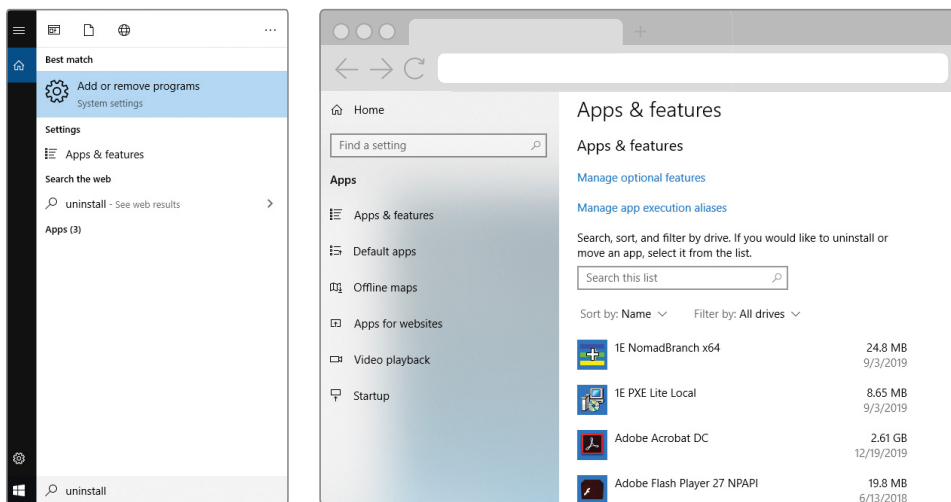 Best match
Add or remove programs
System settings
Settings
Apps & features
Search the web
uninstall - See web results
Apps (3)
uninstall
Home
Find a setting
Apps
Apps & features
Default apps
Offline maps
Apps for websites
Video playback
Startup
Apps & features
Apps & features
Manage optional features
Manage app execution aliases
Search, sort, and filter by drive. If you would like to uninstall or
move an app, select it from the list.
Search this list
Sort by: Name Filter by: All drives
1E NomadBranch x64 24.8 MB
9/3/2019
1E PXE Lite Local 8.65 MB
9/3/2019
Adobe Acrobat DC 2.61 GB
12/19/2019
Adobe Flash Player 27 NPAPI 19.8 MB
6/13/2018